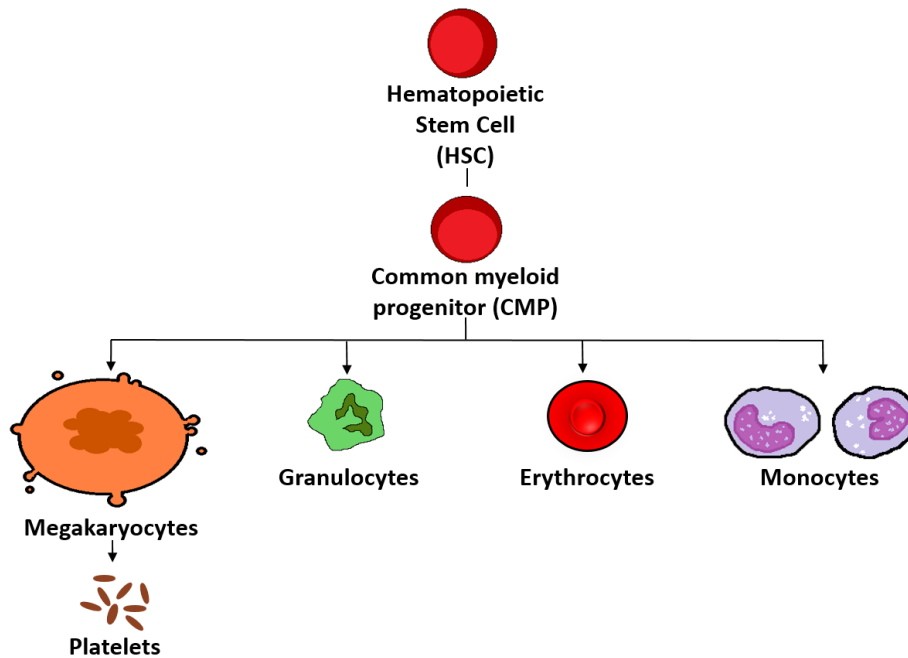 Hematopoietic
Stem Cell
(HSC)
Common myeloid
progenitor (CMP)
Granulocytes
Erythrocytes
Monocytes
Megakaryocytes
Platelets